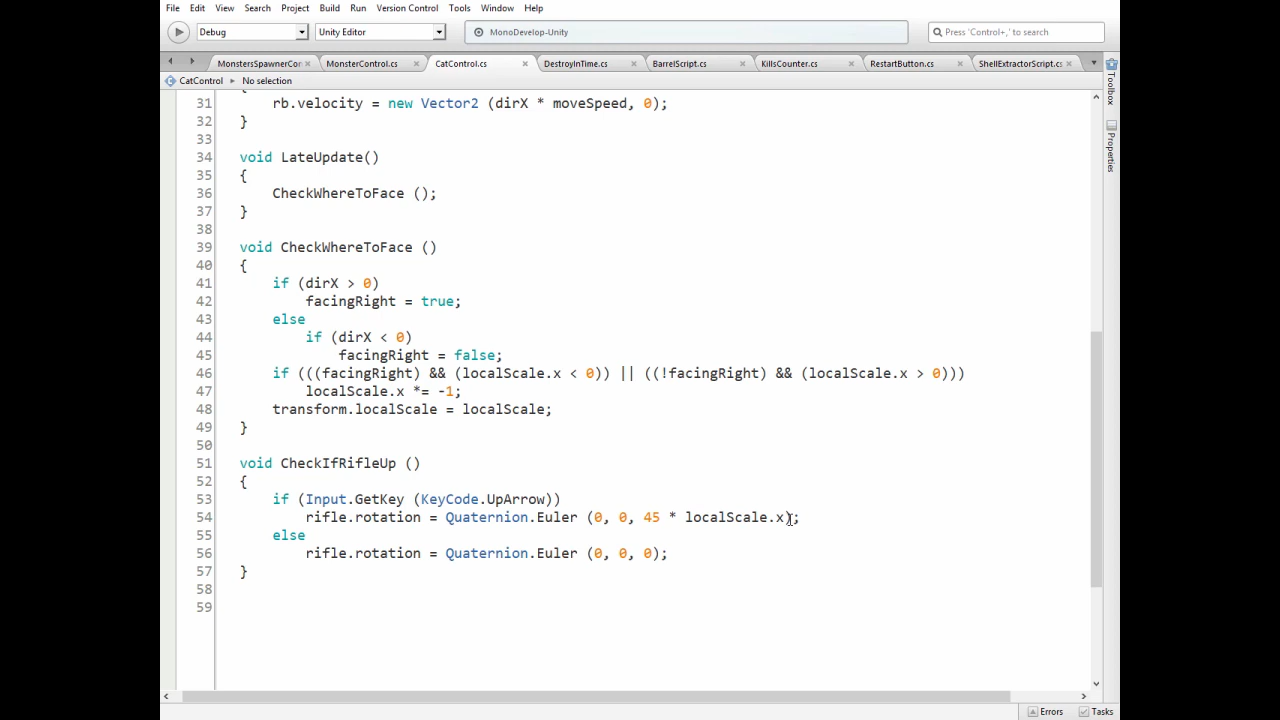 File Edit View Search Project Build Run Version Control Tools Window Help
Debug Unity Editor MonoDevelop-Unity Press 'Control+,' to search
MonstersSpawnerCor MonsterControl.cs CatControl.cs DestroyInTime.cs BarrelScript.cs KillsCounter.cs RestartButton.cs ShellExtractorScript.cs
CatControl No selection
31 rb.velocity = new Vector2 (dirX * moveSpeed, 0);
32 }
33
34 void LateUpdate()
35 {
36 CheckWhereToFace ();
37 }
38
39 void CheckWhereToFace ()
40 {
41 if (dirX > 0)
42 facingRight = true;
43 else
44 if (dirX < 0)
45 facingRight = false;
46 if (((facingRight) && (localScale.x < 0)) || ((!facingRight) && (localScale.x > 0)))
47 localScale.x *= -1;
48 transform.localScale = localScale;
49 }
50
51 void CheckIfRifleUp ()
52 {
53 if (Input.GetKey (KeyCode.UpArrow))
54 rifle.rotation = Quaternion.Euler (0, 0, 45 * localScale.x);
55 else
56 rifle.rotation = Quaternion.Euler (0, 0, 0);
57 }
58
59
Toolbox
Properties
Errors Tasks